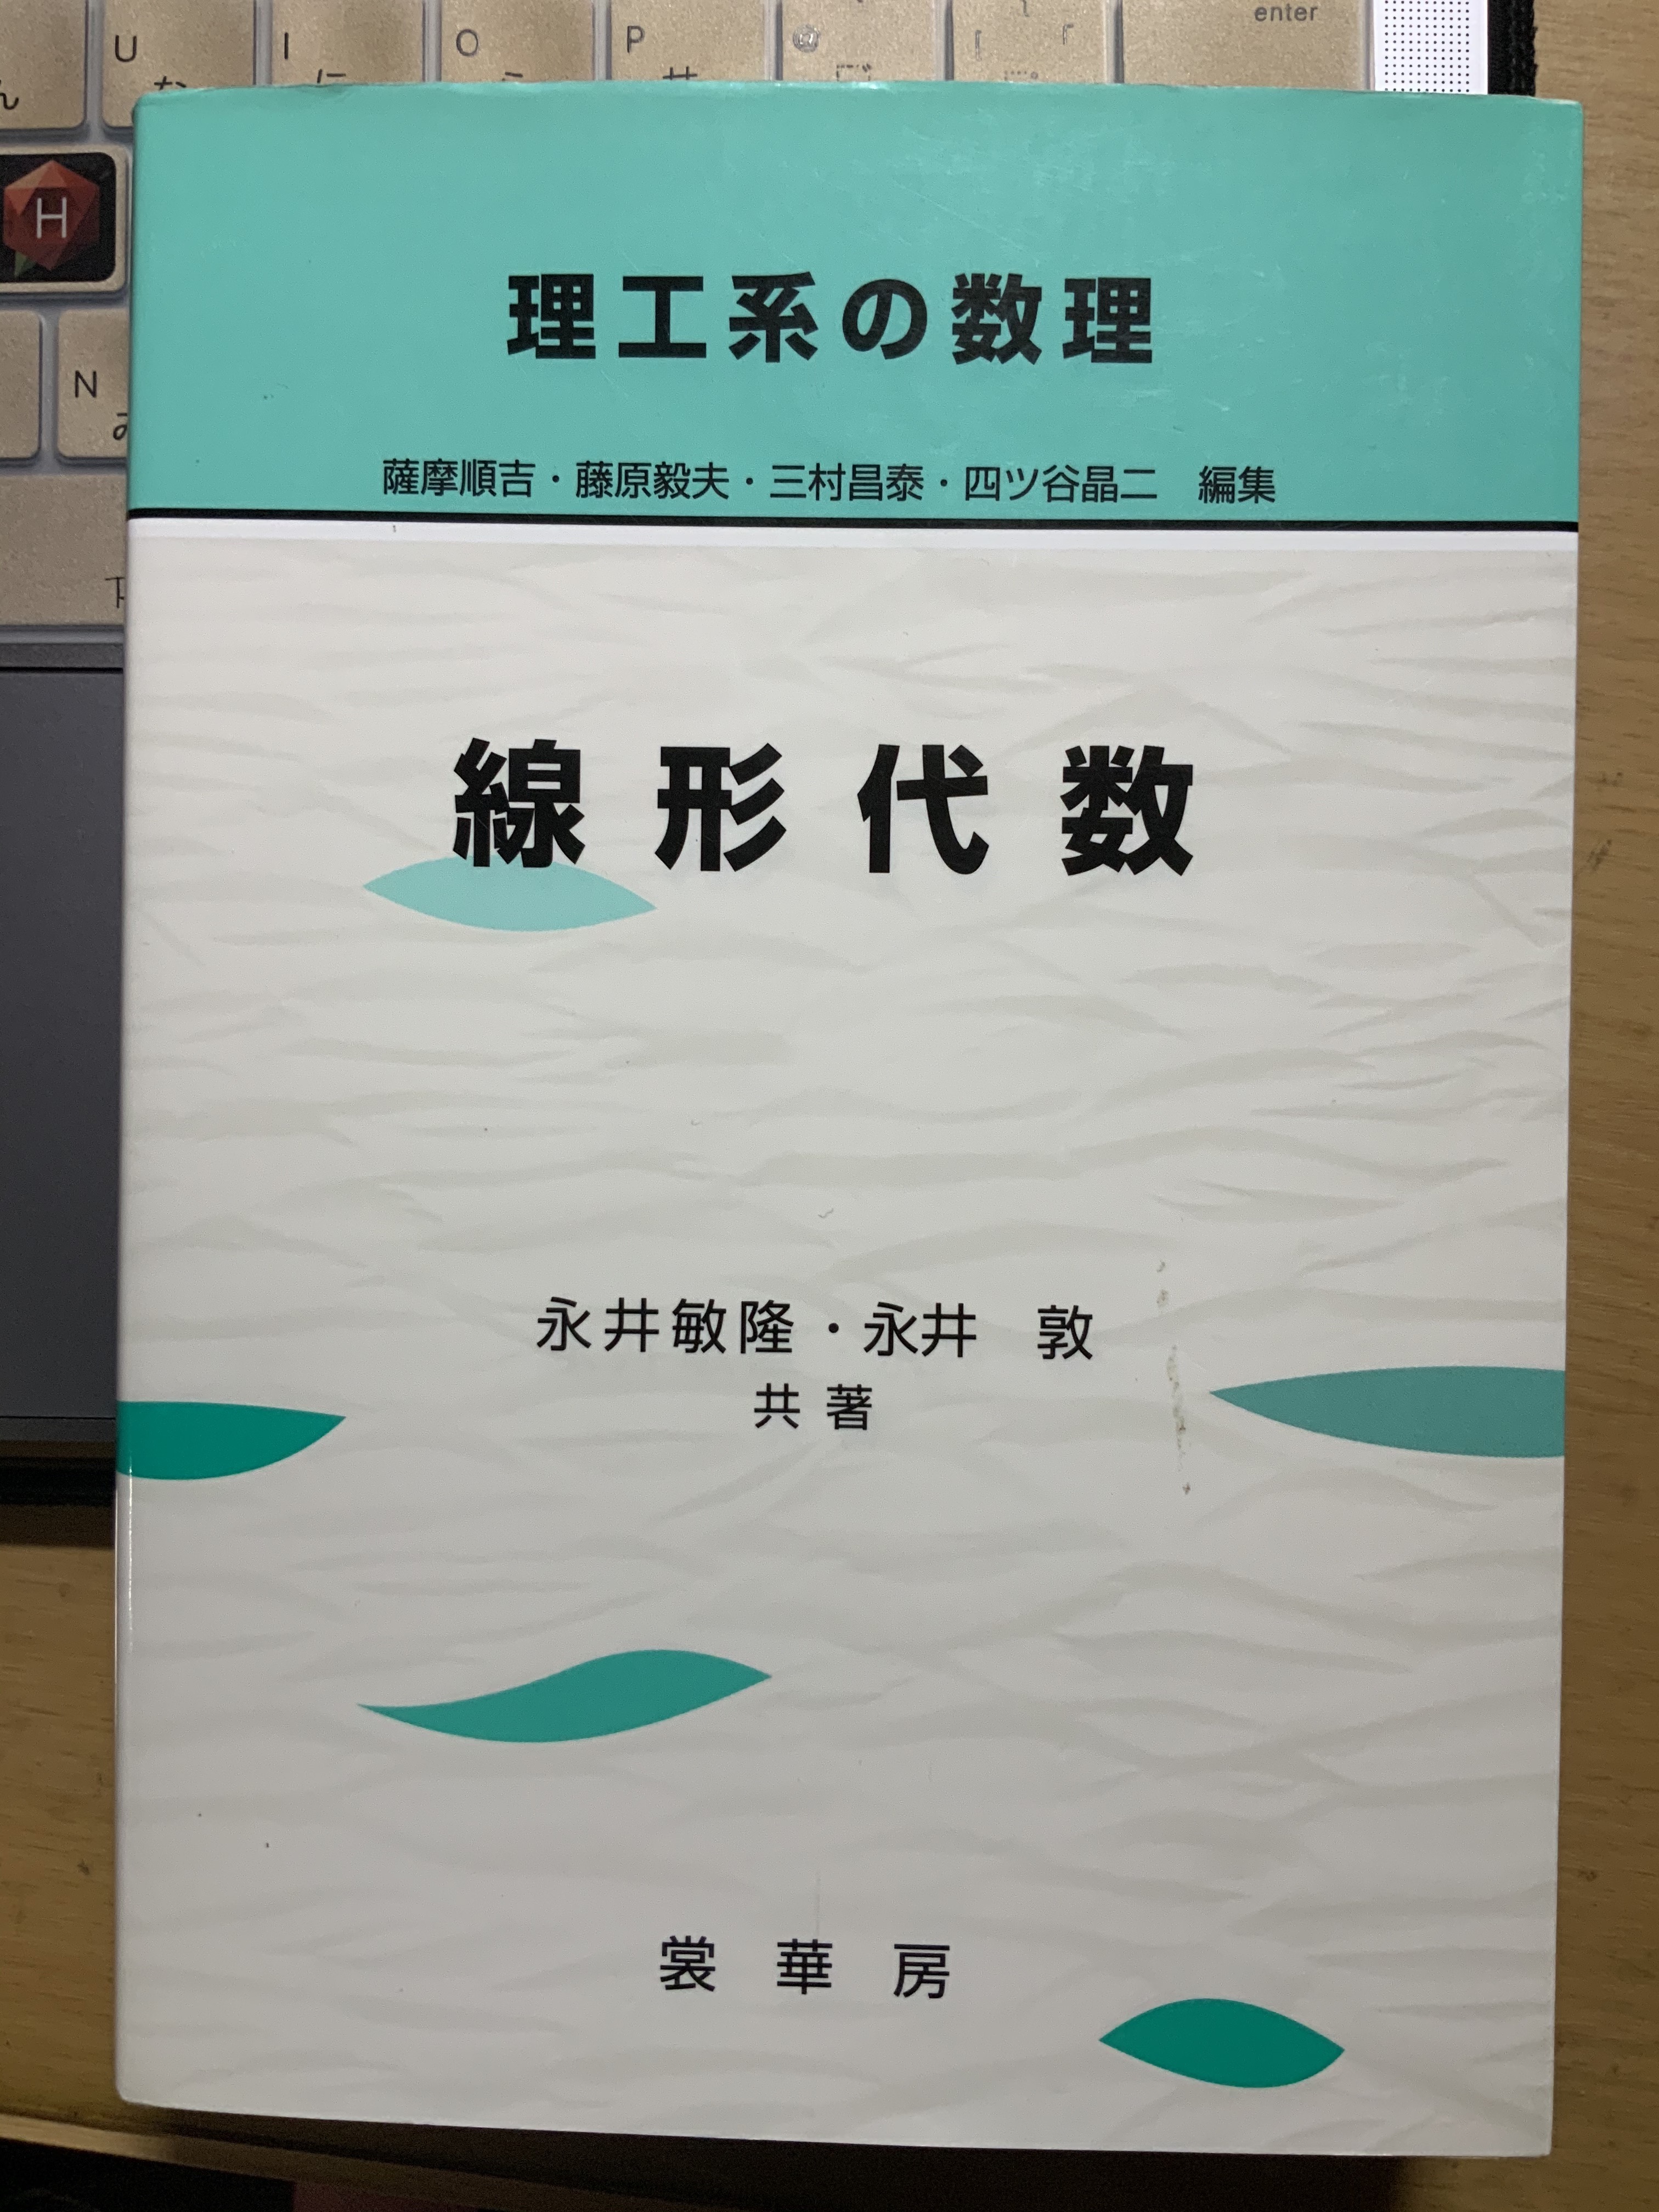 U I O P @ 「 「 enter
H
N
理工系の数理
薩摩順吉・藤原毅夫・三村昌泰・四ツ谷晶二　編集
線形代数
永井敏隆・永井　敦
共著
裳華房